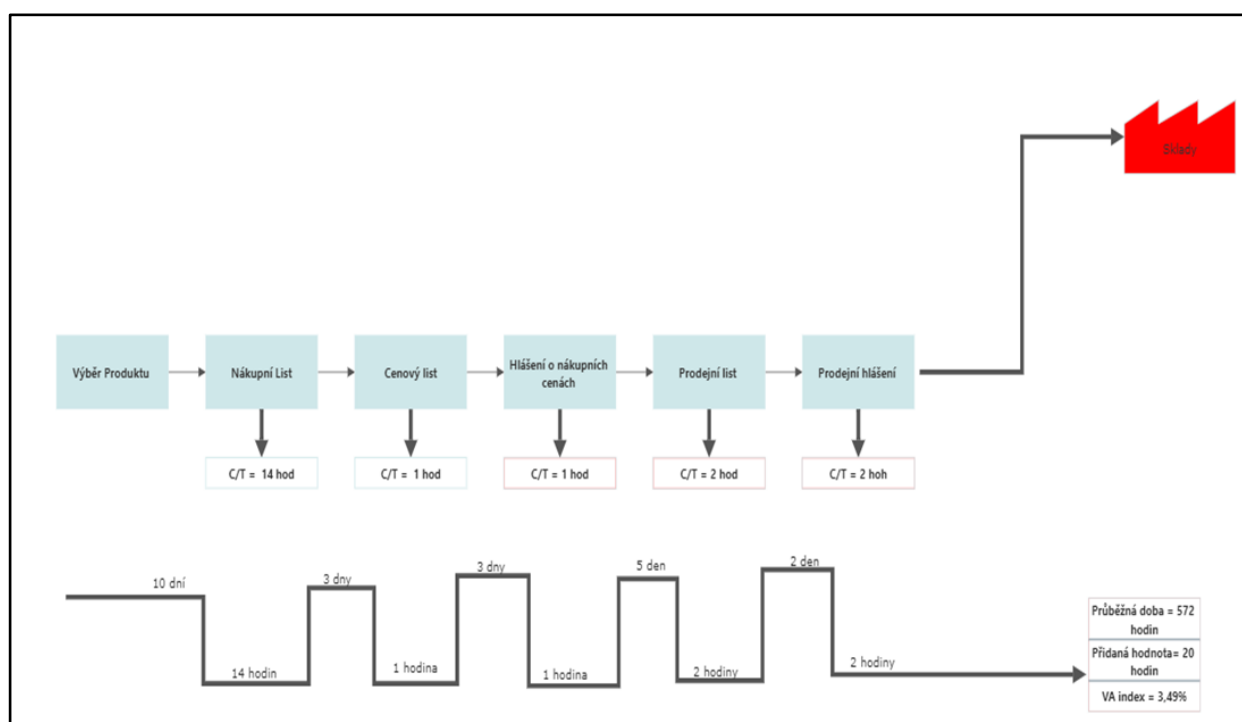 Sklady
Výběr Produktu
Nákupní List
Cenový list
Hlášení o nákupních
cenách
Prodejní list
Prodejní hlášení
C/T = 14 hod
C/T = 1 hod
C/T = 1 hod
C/T = 2 hod
C/T = 2 hoh
10 dní
3 dny
3 dny
5 den
2 den
14 hodin
1 hodina
1 hodina
2 hodiny
2 hodiny
Průběžná doba = 572
hodin
Přidaná hodnota= 20
hodin
VA index = 3,49%